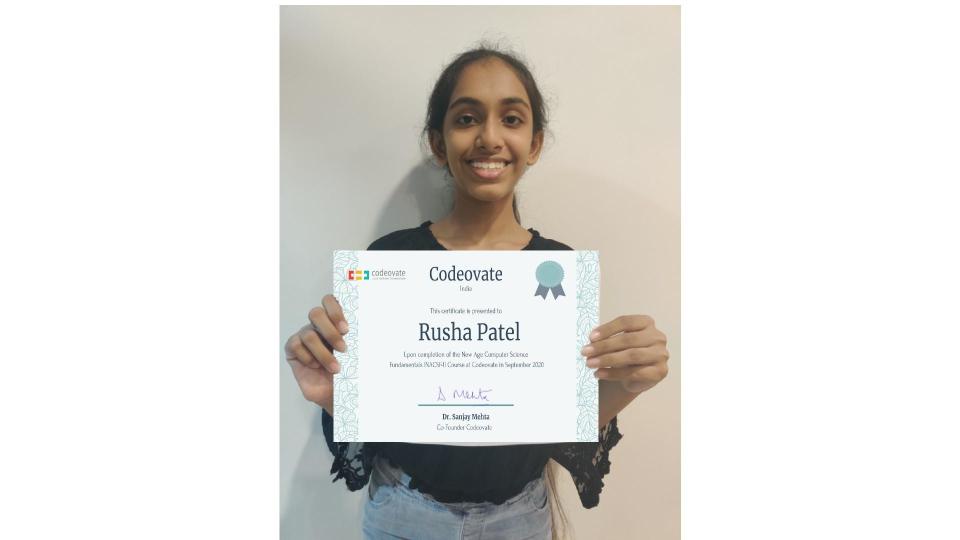 codeovate
Codeovate
India
This certificate is presented to
Rusha Patel
Upon completion of the New Age Computer Science
Fundamentals (NACSF-I) Course at Codeovate in September 2020
S Mehta
Dr. Sanjay Mehta
Co-Founder Codeovate